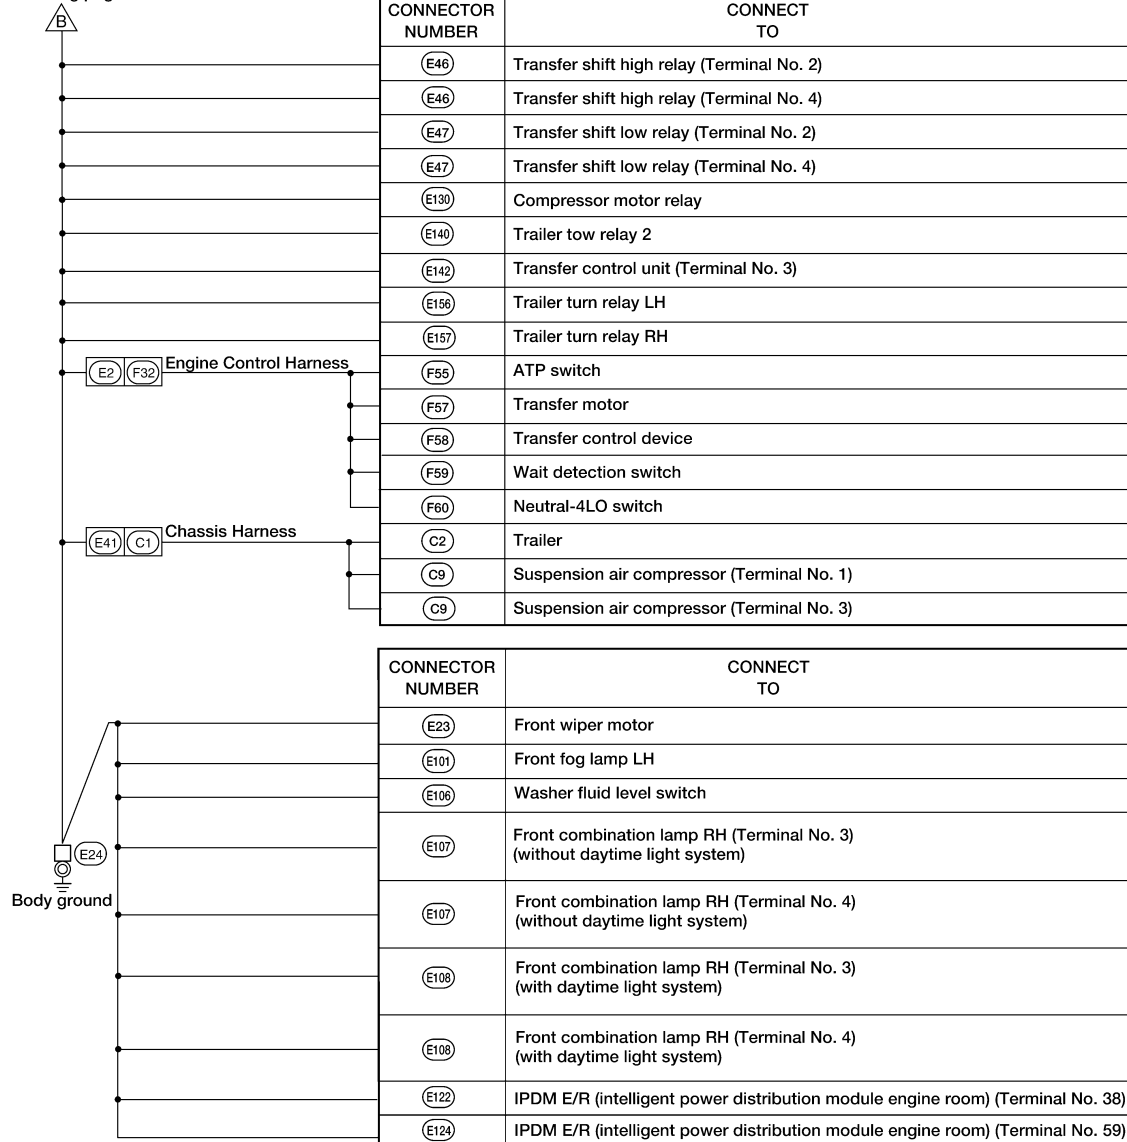 B
CONNECTOR NUMBER CONNECT TO
E46 Transfer shift high relay (Terminal No. 2)
E46 Transfer shift high relay (Terminal No. 4)
E47 Transfer shift low relay (Terminal No. 2)
E47 Transfer shift low relay (Terminal No. 4)
E130 Compressor motor relay
E140 Trailer tow relay 2
E142 Transfer control unit (Terminal No. 3)
E156 Trailer turn relay LH
E157 Trailer turn relay RH
E2 F32 Engine Control Harness F55 ATP switch
F57 Transfer motor
F58 Transfer control device
F59 Wait detection switch
F60 Neutral-4LO switch
E41 C1 Chassis Harness C2 Trailer
C9 Suspension air compressor (Terminal No. 1)
C9 Suspension air compressor (Terminal No. 3)
CONNECTOR NUMBER CONNECT TO
E23 Front wiper motor
E101 Front fog lamp LH
E106 Washer fluid level switch
E107 Front combination lamp RH (Terminal No. 3)
(without daytime light system)
E24
Body ground
E107 Front combination lamp RH (Terminal No. 4)
(without daytime light system)
E108 Front combination lamp RH (Terminal No. 3)
(with daytime light system)
E108 Front combination lamp RH (Terminal No. 4)
(with daytime light system)
E122 IPDM E/R (intelligent power distribution module engine room) (Terminal No. 38)
E124 IPDM E/R (intelligent power distribution module engine room) (Terminal No. 59)